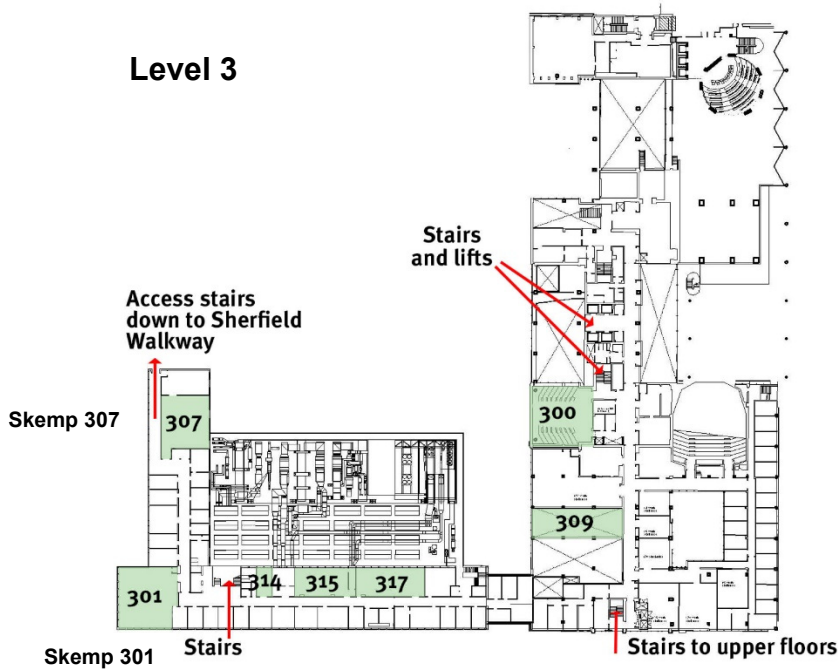 Level 3
Stairs
and lifts
Access stairs
down to Sherfield
Walkway
Skemp 307
307
300
309
314
315
317
301
Stairs
Skemp 301
Stairs to upper floors